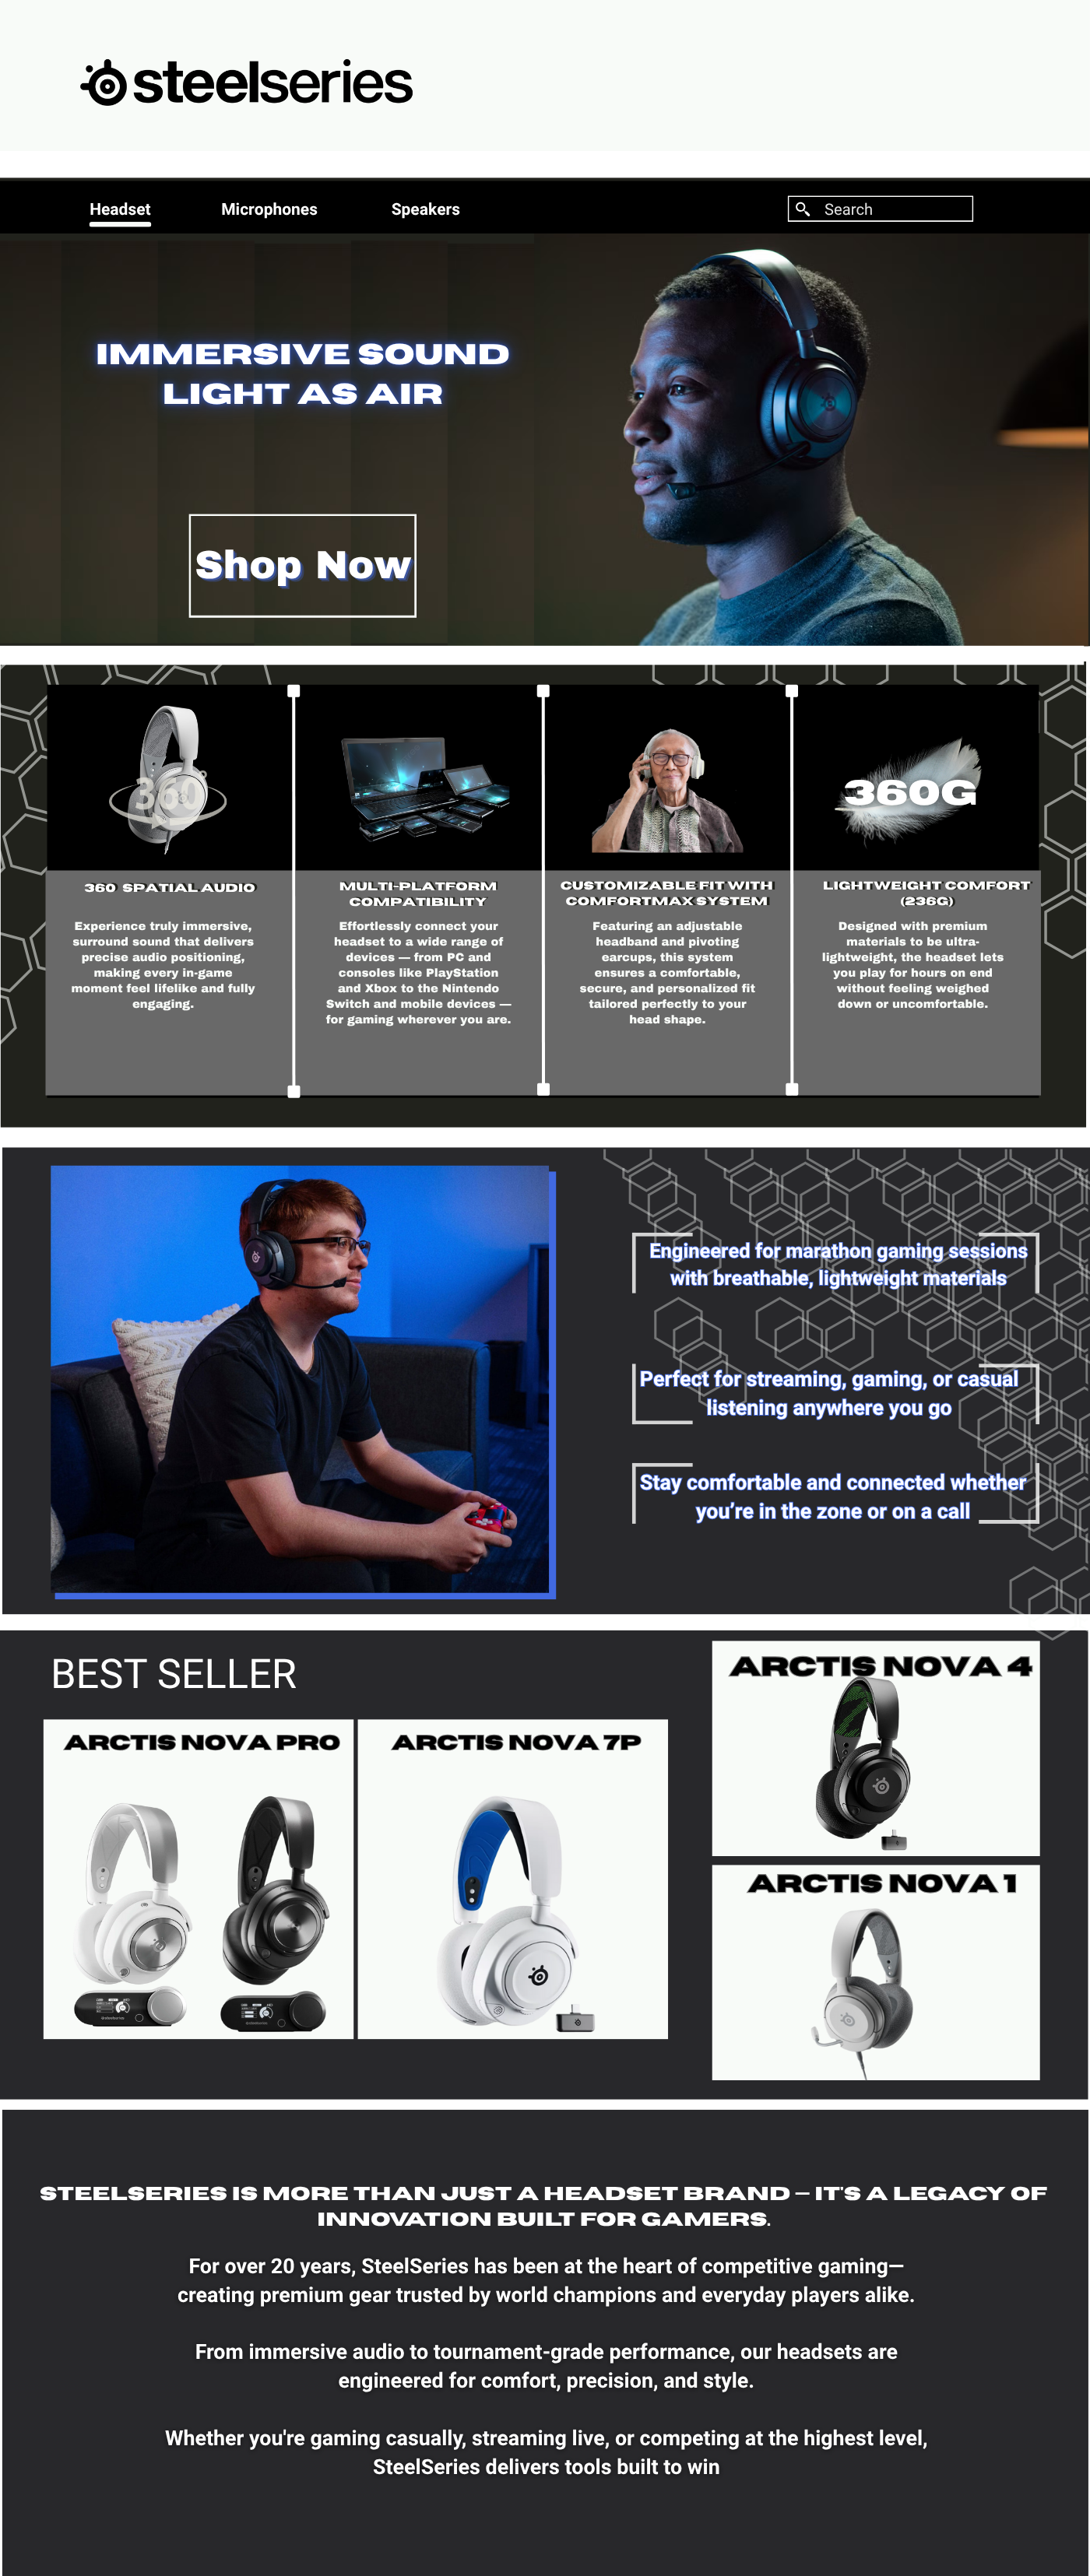 steelseries
Headset
Microphones
Speakers
Search
IMMERSIVE SOUND
LIGHT AS AIR
Shop Now
360
360G
360 SPATIAL AUDIO
Experience truly immersive,
surround sound that delivers
precise audio positioning,
making every in-game
moment feel lifelike and fully
engaging.
MULTI-PLATFORM
COMPATIBILITY
Effortlessly connect your
headset to a wide range of
devices — from PC and
consoles like PlayStation
and Xbox to the Nintendo
Switch and mobile devices —
for gaming wherever you are.
CUSTOMIZABLE FIT WITH
COMFORTMAX SYSTEM
Featuring an adjustable
headband and pivoting
earcups, this system
ensures a comfortable,
secure, and personalized fit
tailored perfectly to your
head shape.
LIGHTWEIGHT COMFORT
(236G)
Designed with premium
materials to be ultra-
lightweight, the headset lets
you play for hours on end
without feeling weighed
down or uncomfortable.
Engineered for marathon gaming sessions
with breathable, lightweight materials
Perfect for streaming, gaming, or casual
listening anywhere you go
Stay comfortable and connected whether
you’re in the zone or on a call
BEST SELLER
ARCTIS NOVA PRO
ARCTIS NOVA 7P
ARCTIS NOVA 4
ARCTIS NOVA 1
STEELSERIES IS MORE THAN JUST A HEADSET BRAND — IT'S A LEGACY OF
INNOVATION BUILT FOR GAMERS.
For over 20 years, SteelSeries has been at the heart of competitive gaming—
creating premium gear trusted by world champions and everyday players alike.
From immersive audio to tournament-grade performance, our headsets are
engineered for comfort, precision, and style.
Whether you're gaming casually, streaming live, or competing at the highest level,
SteelSeries delivers tools built to win